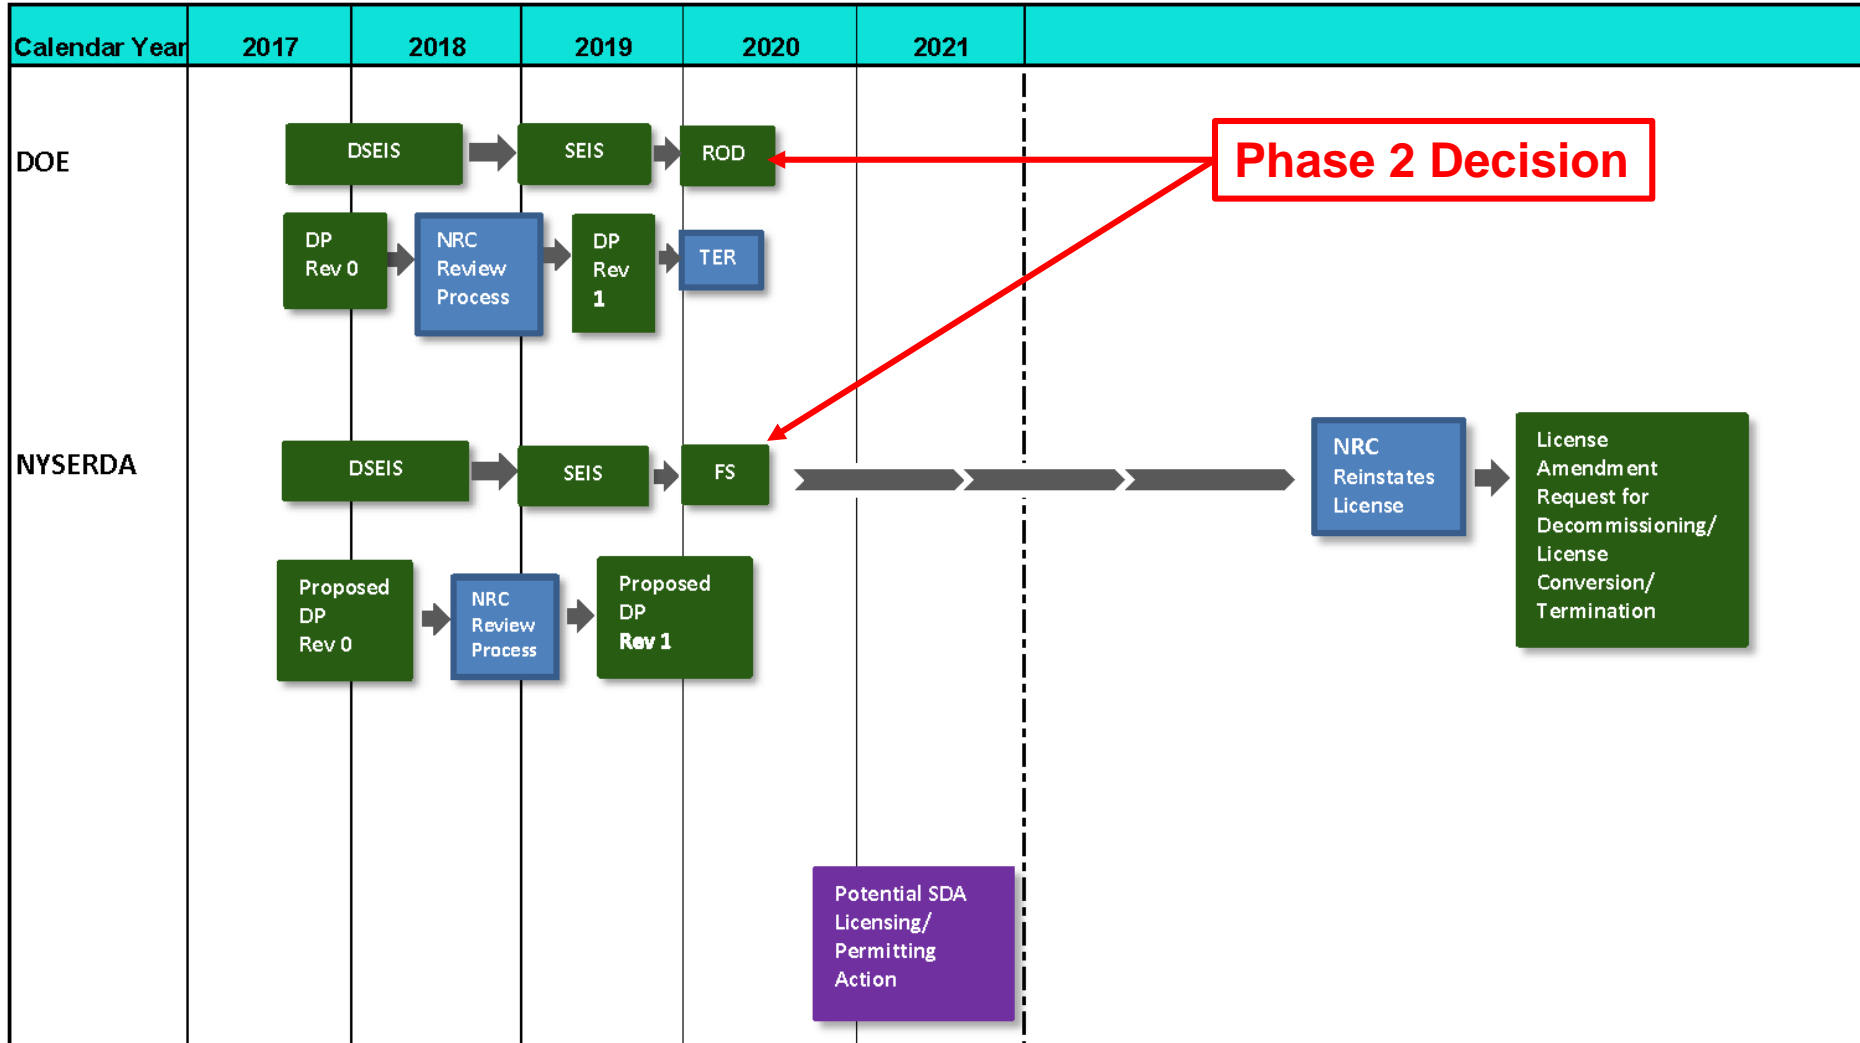 Calendar Year 2017 2018 2019 2020 2021
DOE
DSEIS
SEIS
ROD
Phase 2 Decision
DP
Rev 0
NRC
Review
Process
DP
Rev
1
TER
NYSERDA
DSEIS
SEIS
FS
NRC
Reinstates
License
License
Amendment
Request for
Decommissioning/
License
Conversion/
Termination
Proposed
DP
Rev 0
NRC
Review
Process
Proposed
DP
Rev 1
Potential SDA
Licensing/
Permitting
Action